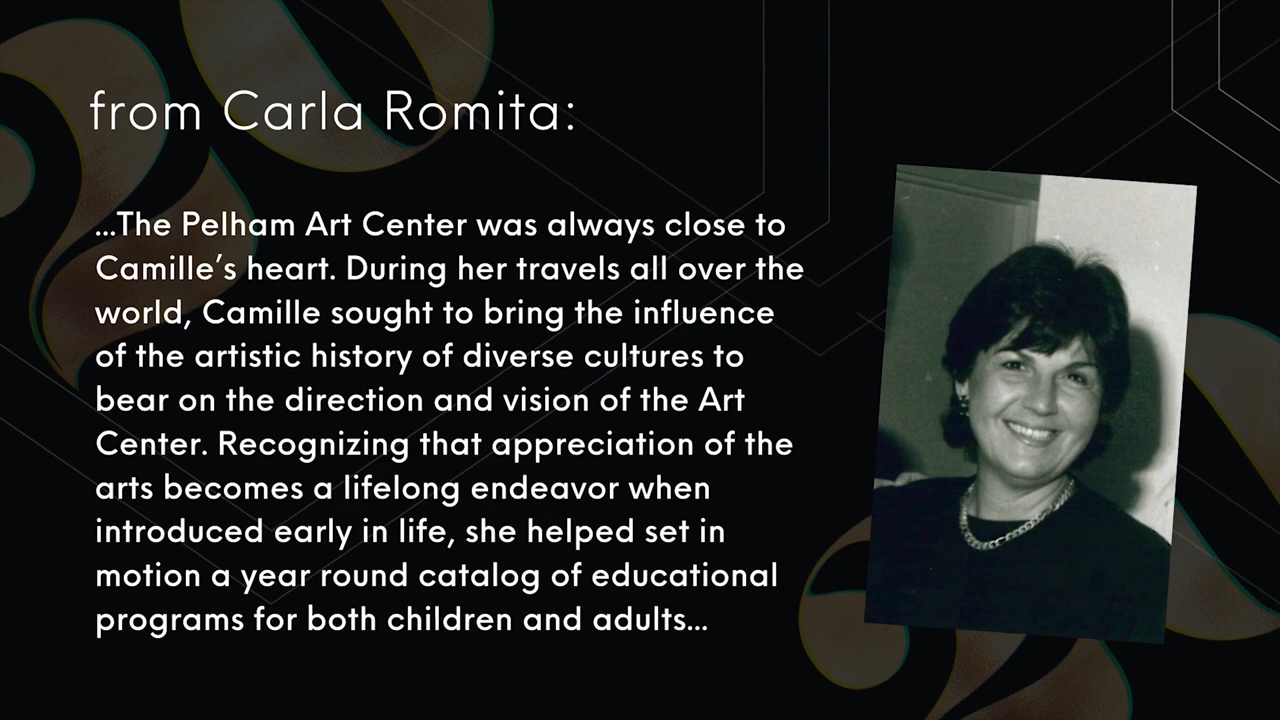 from Carla Romita:
...The Pelham Art Center was always close to
Camille’s heart. During her travels all over the
world, Camille sought to bring the influence
of the artistic history of diverse cultures to
bear on the direction and vision of the Art
Center. Recognizing that appreciation of the
arts becomes a lifelong endeavor when
introduced early in life, she helped set in
motion a year round catalog of educational
programs for both children and adults...